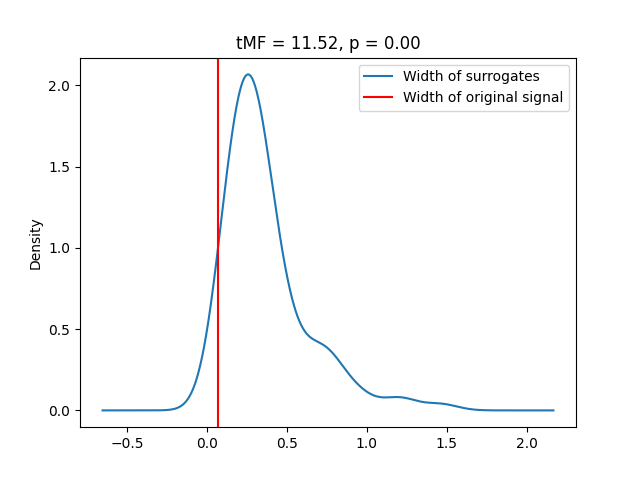 tMF = 11.52, p = 0.00
Width of surrogates
Width of original signal
Density
2.0
1.5
1.0
0.5
0.0
−0.5 0.0 0.5 1.0 1.5 2.0